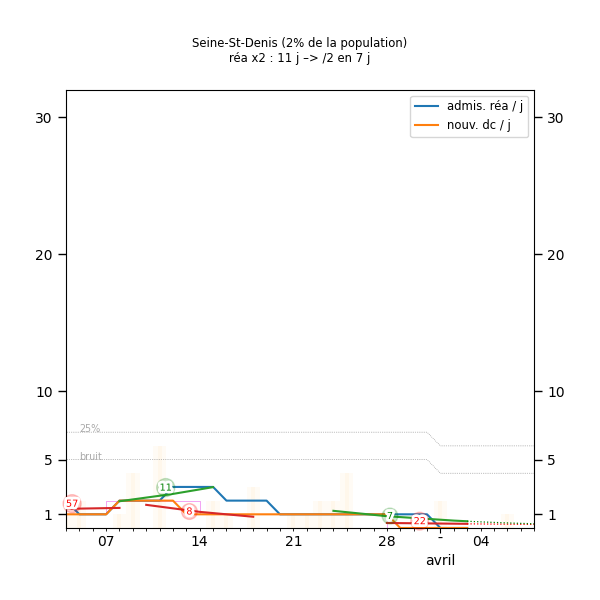 Seine-St-Denis (2% de la population)
réa x2 : 11 j –> /2 en 7 j
admis. réa / j
nouv. dc / j
30 30
20 20
10 10
25%
bruit
5 5
57 11 8 7 22
1 1
07 14 21 28 - 04
avril